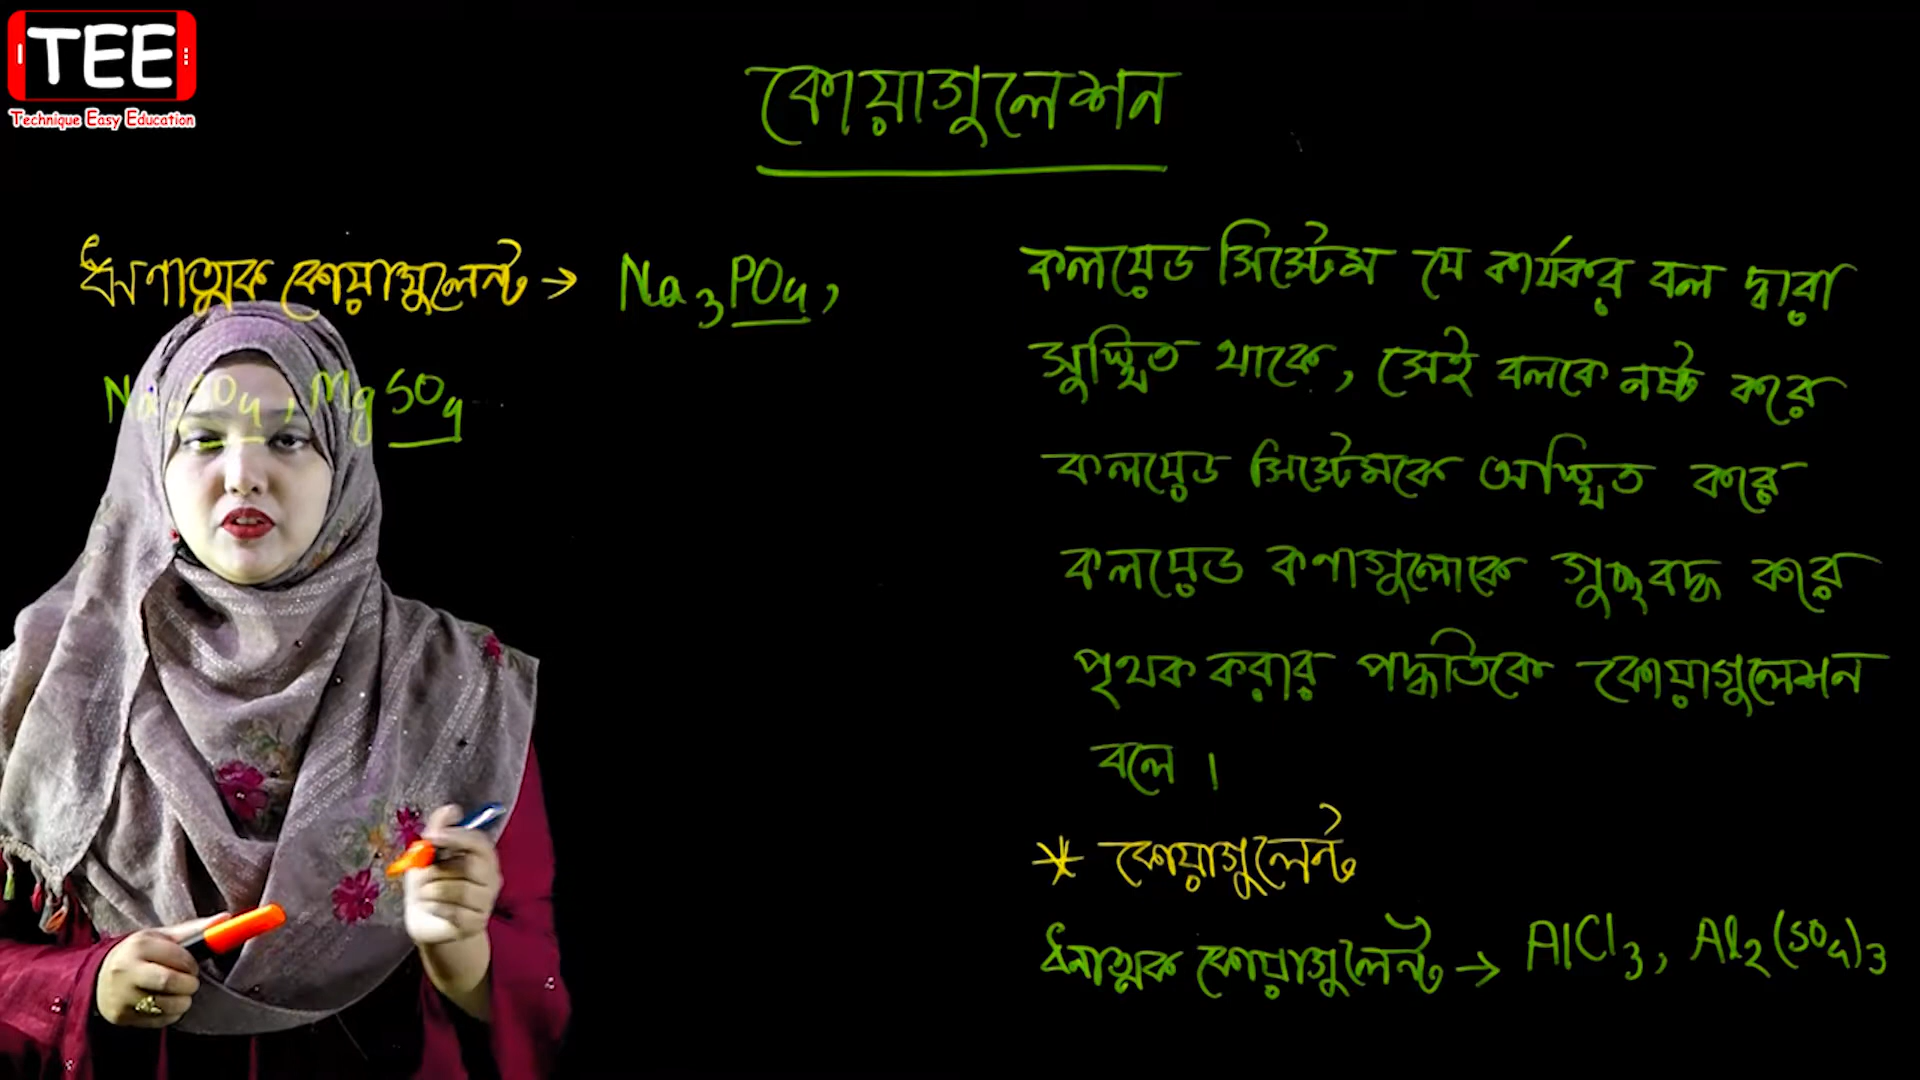 TEE
Technique Easy Education
কোয়াগুলেশন
ঋণাত্মক কোয়াগুলেন্ট → Na3PO4,
Na2SO4, MgSO4
কলয়েড সিস্টেম যে কার্যকর বল দ্বারা
সুস্থিত থাকে, সেই বলকে নষ্ট করে
কলয়েড সিস্টেমকে অস্থিত করে
কলয়েড কণাগুলোকে গুচ্ছবদ্ধ করে
পৃথক করার পদ্ধতিকে কোয়াগুলেশন
বলে ।
* কোয়াগুলেন্ট
ধনাত্মক কোয়াগুলেন্ট → AlCl3, Al2(SO4)3